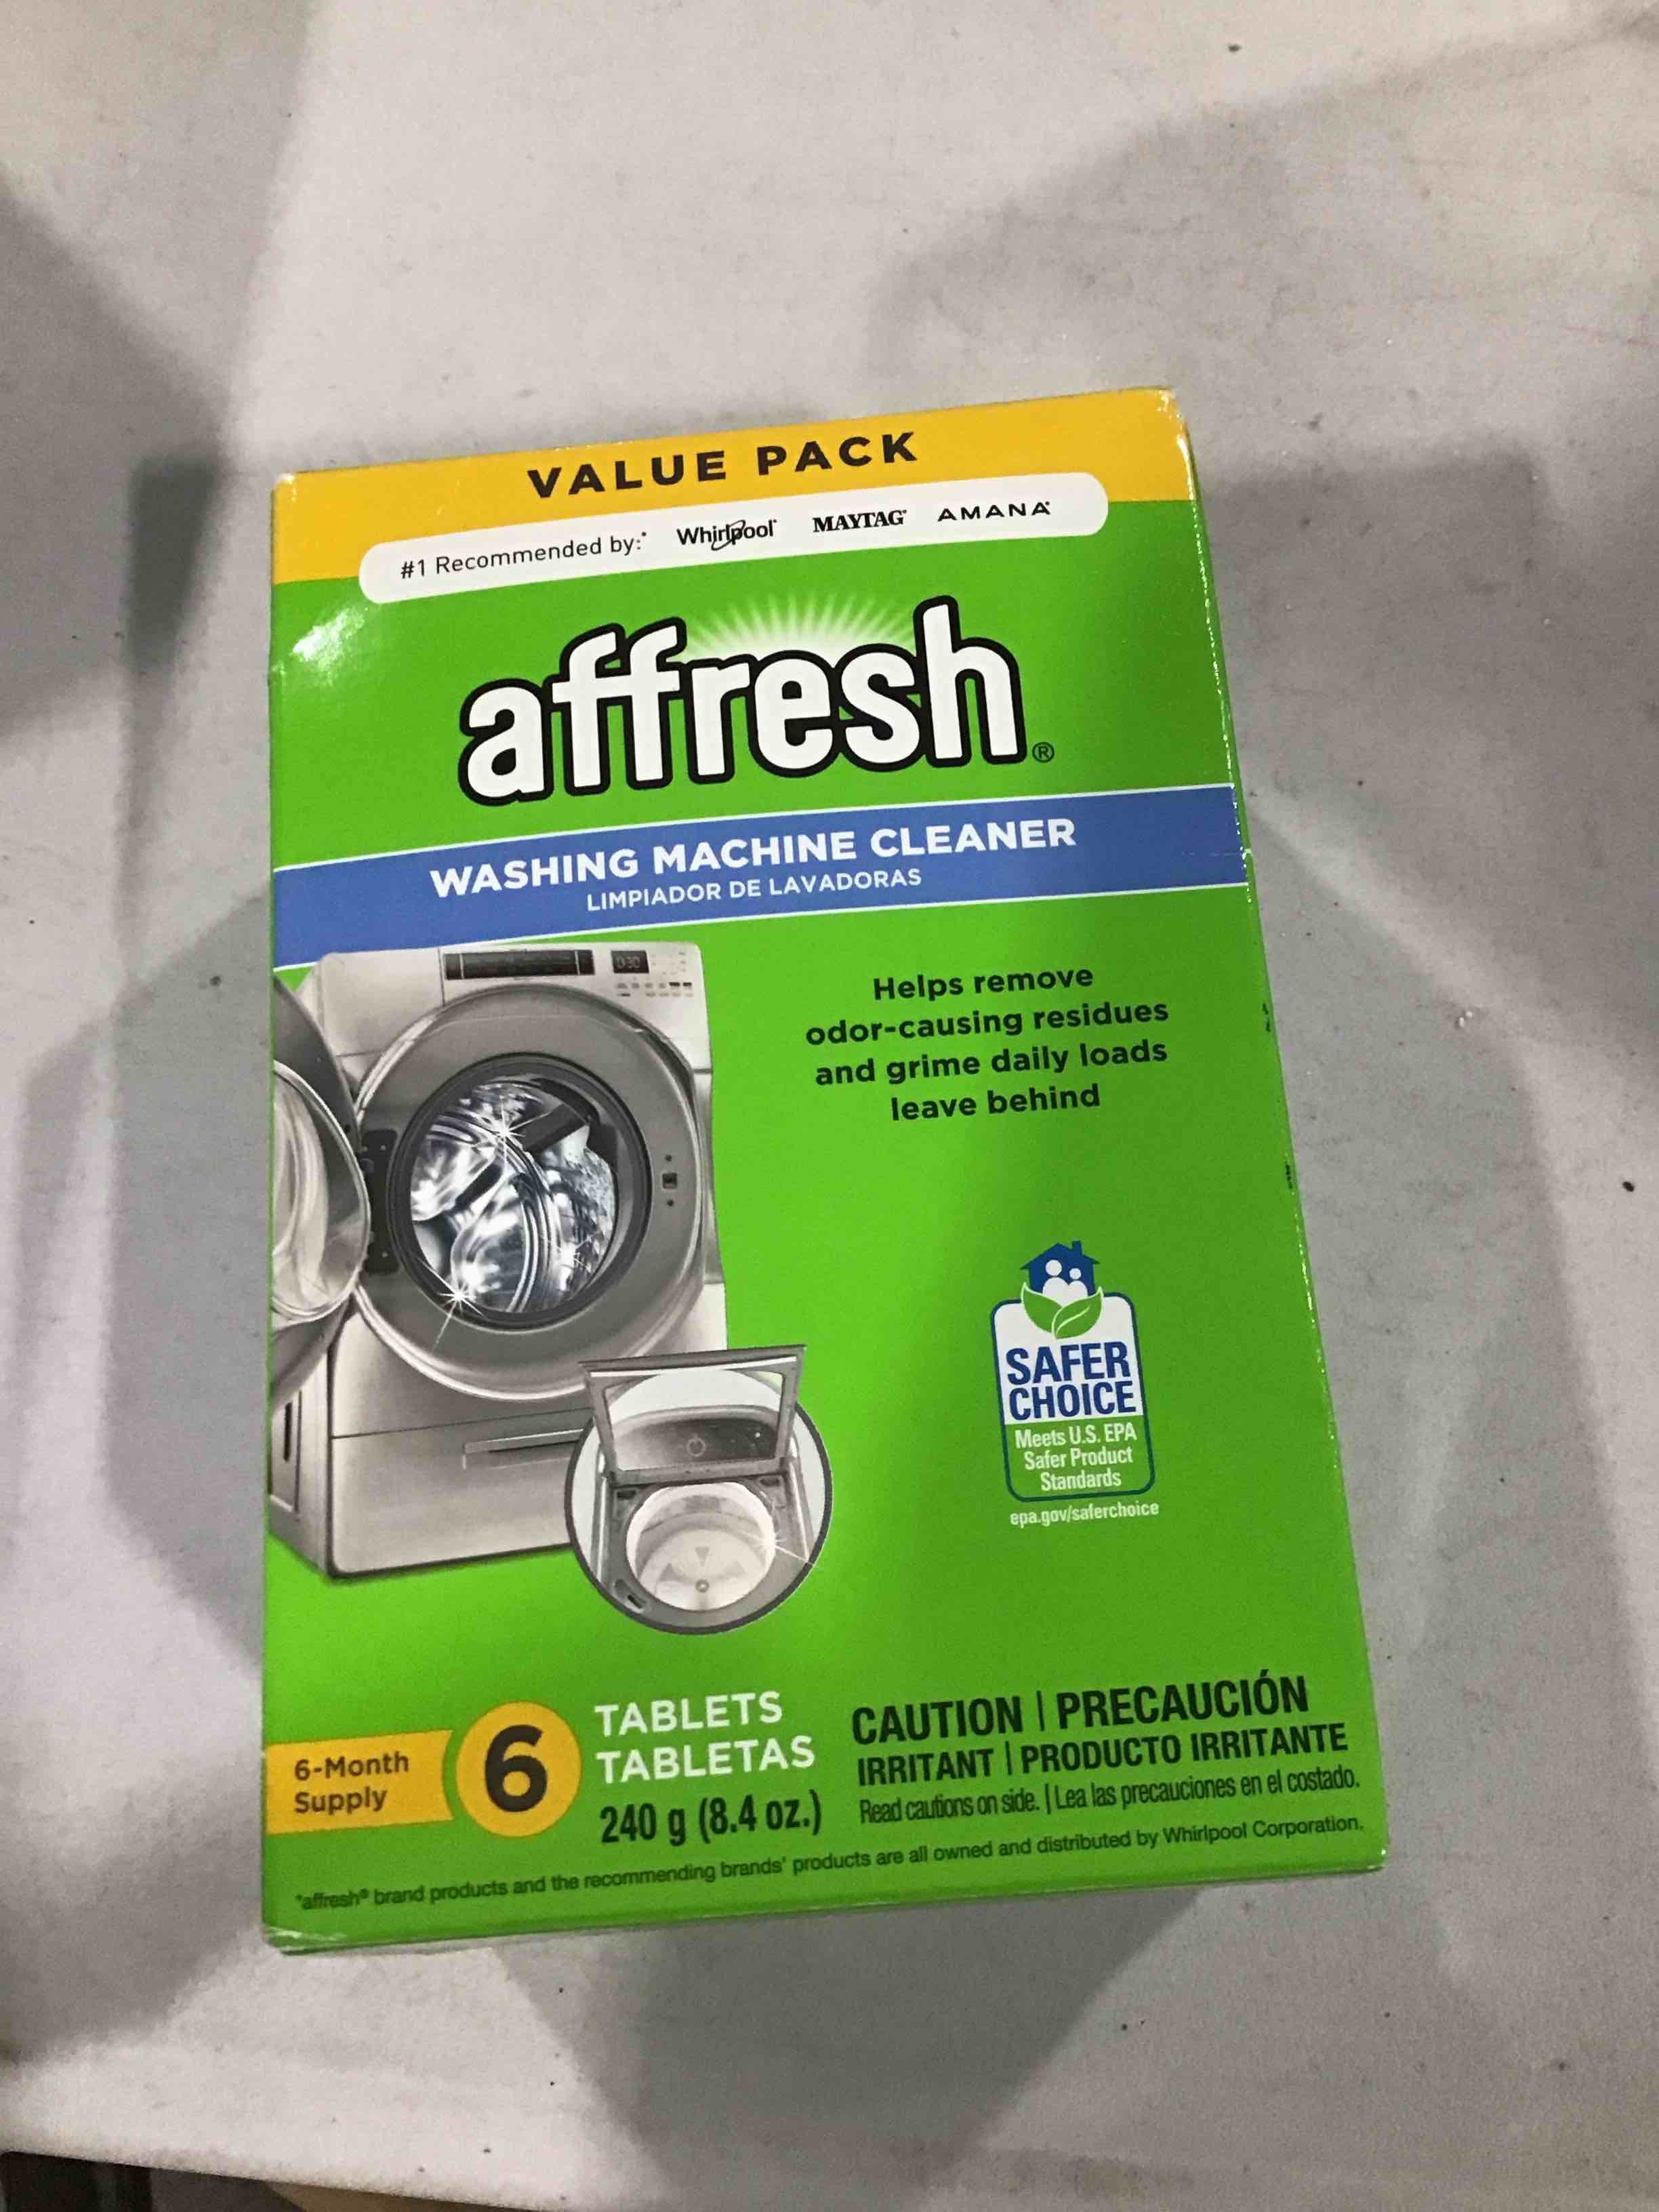 VALUE PACK
#1 Recommended by:* Whirlpool® MAYTAG® AMANA®
affresh®
WASHING MACHINE CLEANER
LIMPIADOR DE LAVADORAS
Helps remove
odor-causing residues
and grime daily loads
leave behind
SAFER
CHOICE
Meets U.S. EPA
Safer Product
Standards
epa.gov/saferchoice
6-Month
Supply
6
TABLETS
TABLETAS
240 g (8.4 oz.)
CAUTION | PRECAUCIÓN
IRRITANT | PRODUCTO IRRITANTE
Read cautions on side. | Lea las precauciones en el costado.
*affresh® brand products and the recommending brands' products are all owned and distributed by Whirlpool Corporation.